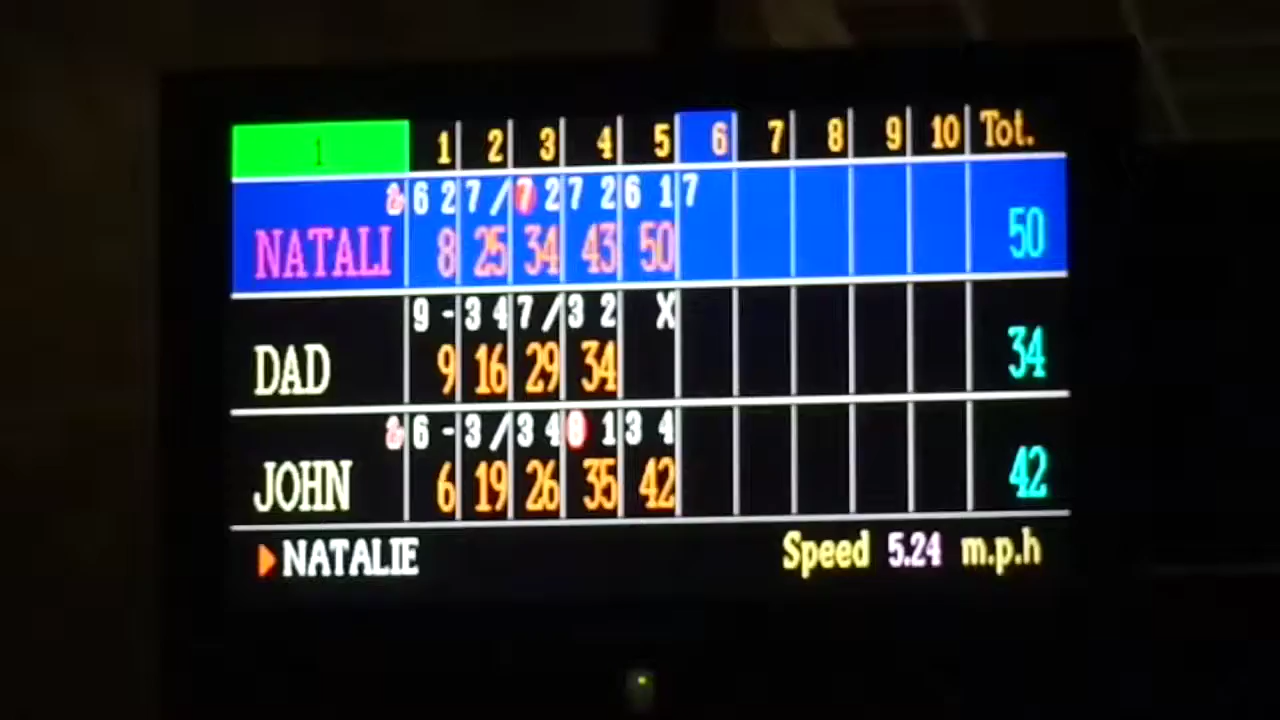 1 1 2 3 4 5 6 7 8 9 10 Tot.
6 2 7 / 7 2 7 2 6 1 7
NATALI 8 25 34 43 50 50
9 - 3 4 7 / 3 2 X
DAD 9 16 29 34 34
6 - 3 / 3 4 8 1 3 4
JOHN 6 19 26 35 42 42
NATALIE Speed 5.24 m.p.h